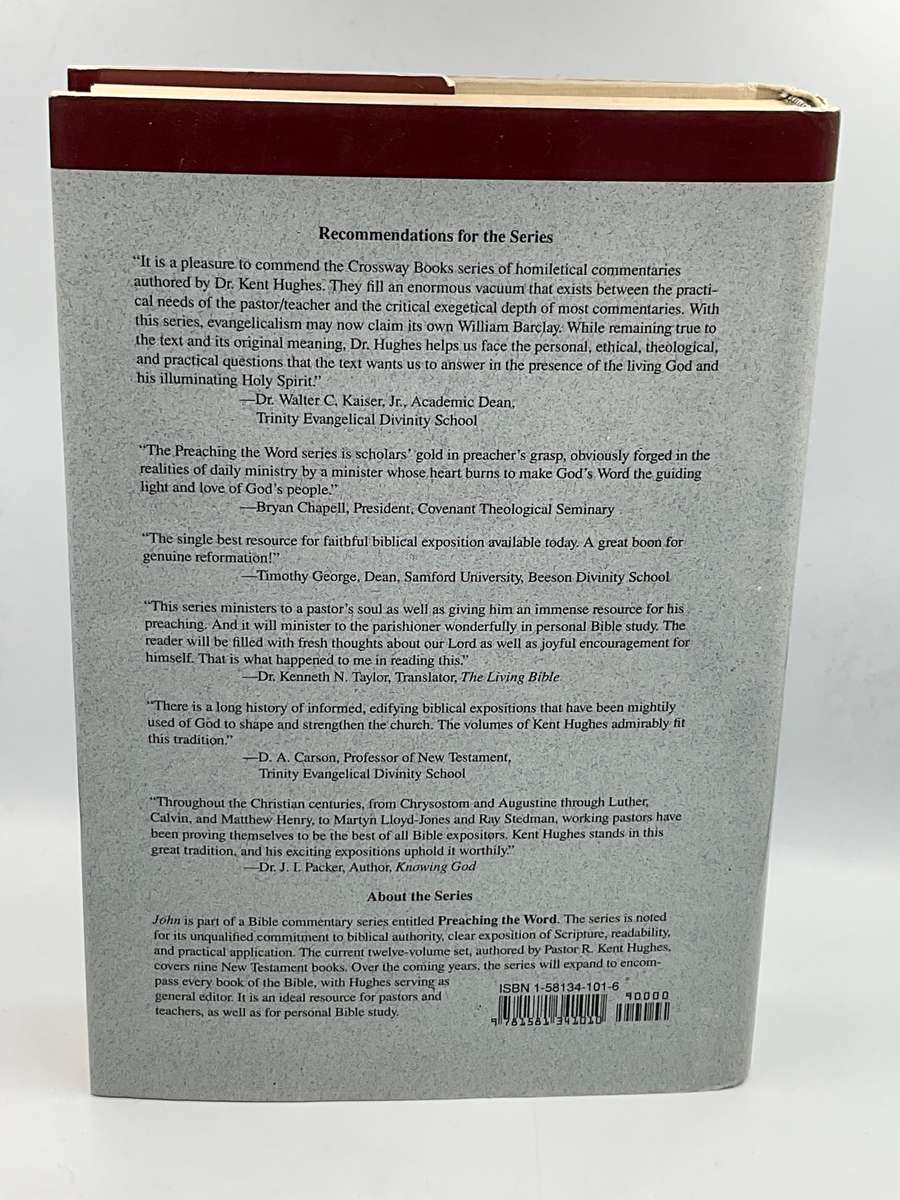 Recommendations for the Series
“It is a pleasure to commend the Crossway Books series of homiletical commentaries
authored by Dr. Kent Hughes. They fill an enormous vacuum that exists between the practi-
cal needs of the pastor/teacher and the critical exegetical depth of most commentaries. With
this series, evangelicalism may now claim its own William Barclay. While remaining true to
the text and its original meaning, Dr. Hughes helps us face the personal, ethical, theological,
and practical questions that the text wants us to answer in the presence of the living God and
his illuminating Holy Spirit.”
—Dr. Walter C. Kaiser, Jr., Academic Dean,
Trinity Evangelical Divinity School
“The Preaching the Word series is scholars’ gold in preacher’s grasp, obviously forged in the
realities of daily ministry by a minister whose heart burns to make God’s Word the guiding
light and love of God’s people.”
—Bryan Chapell, President, Covenant Theological Seminary
“The single best resource for faithful biblical exposition available today. A great boon for
genuine reformation!”
—Timothy George, Dean, Samford University, Beeson Divinity School
“This series ministers to a pastor’s soul as well as giving him an immense resource for his
preaching. And it will minister to the parishioner wonderfully in personal Bible study. The
reader will be filled with fresh thoughts about our Lord as well as joyful encouragement for
himself. That is what happened to me in reading this.”
—Dr. Kenneth N. Taylor, Translator, The Living Bible
“There is a long history of informed, edifying biblical expositions that have been mightily
used of God to shape and strengthen the church. The volumes of Kent Hughes admirably fit
this tradition.”
—D. A. Carson, Professor of New Testament,
Trinity Evangelical Divinity School
“Throughout the Christian centuries, from Chrysostom and Augustine through Luther,
Calvin, and Matthew Henry, to Martyn Lloyd-Jones and Ray Stedman, working pastors have
been proving themselves to be the best of all Bible expositors. Kent Hughes stands in this
great tradition, and his exciting expositions uphold it worthily.”
—Dr. J. I. Packer, Author, Knowing God
About the Series
John is part of a Bible commentary series entitled Preaching the Word. The series is noted
for its unqualified commitment to biblical authority, clear exposition of Scripture, readability,
and practical application. The current twelve-volume set, authored by Pastor R. Kent Hughes,
covers nine New Testament books. Over the coming years, the series will expand to encom-
pass every book of the Bible, with Hughes serving as
general editor. It is an ideal resource for pastors and
teachers, as well as for personal Bible study.
ISBN 1-58134-101-6
90000
9 781581 341010